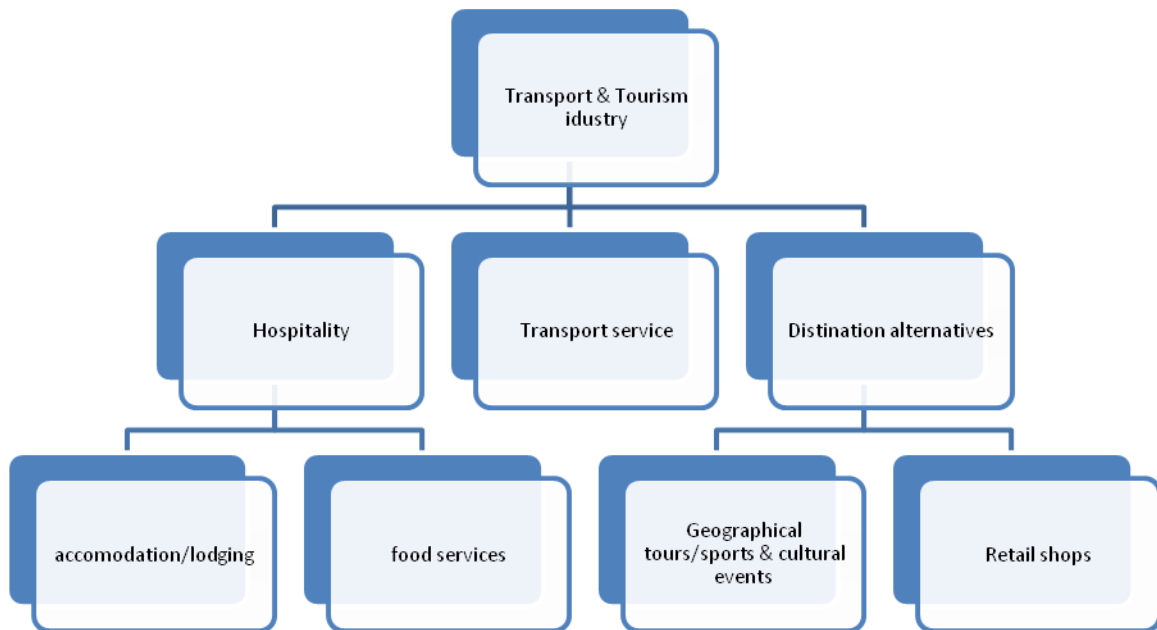 Transport & Tourism
idustry
Hospitality
Transport service
Distination alternatives
accomodation/lodging
food services
Geographical
tours/sports & cultural
events
Retail shops